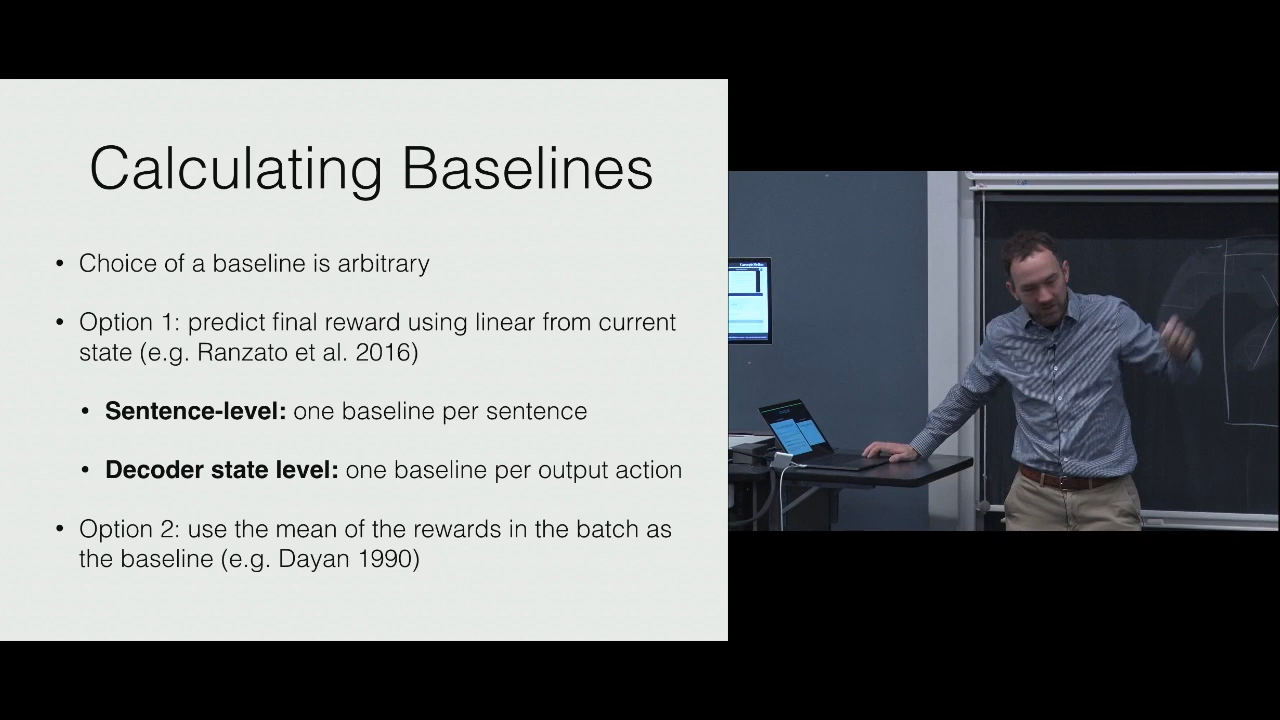 Calculating Baselines
• Choice of a baseline is arbitrary
• Option 1: predict final reward using linear from current
state (e.g. Ranzato et al. 2016)
• Sentence-level: one baseline per sentence
• Decoder state level: one baseline per output action
• Option 2: use the mean of the rewards in the batch as
the baseline (e.g. Dayan 1990)